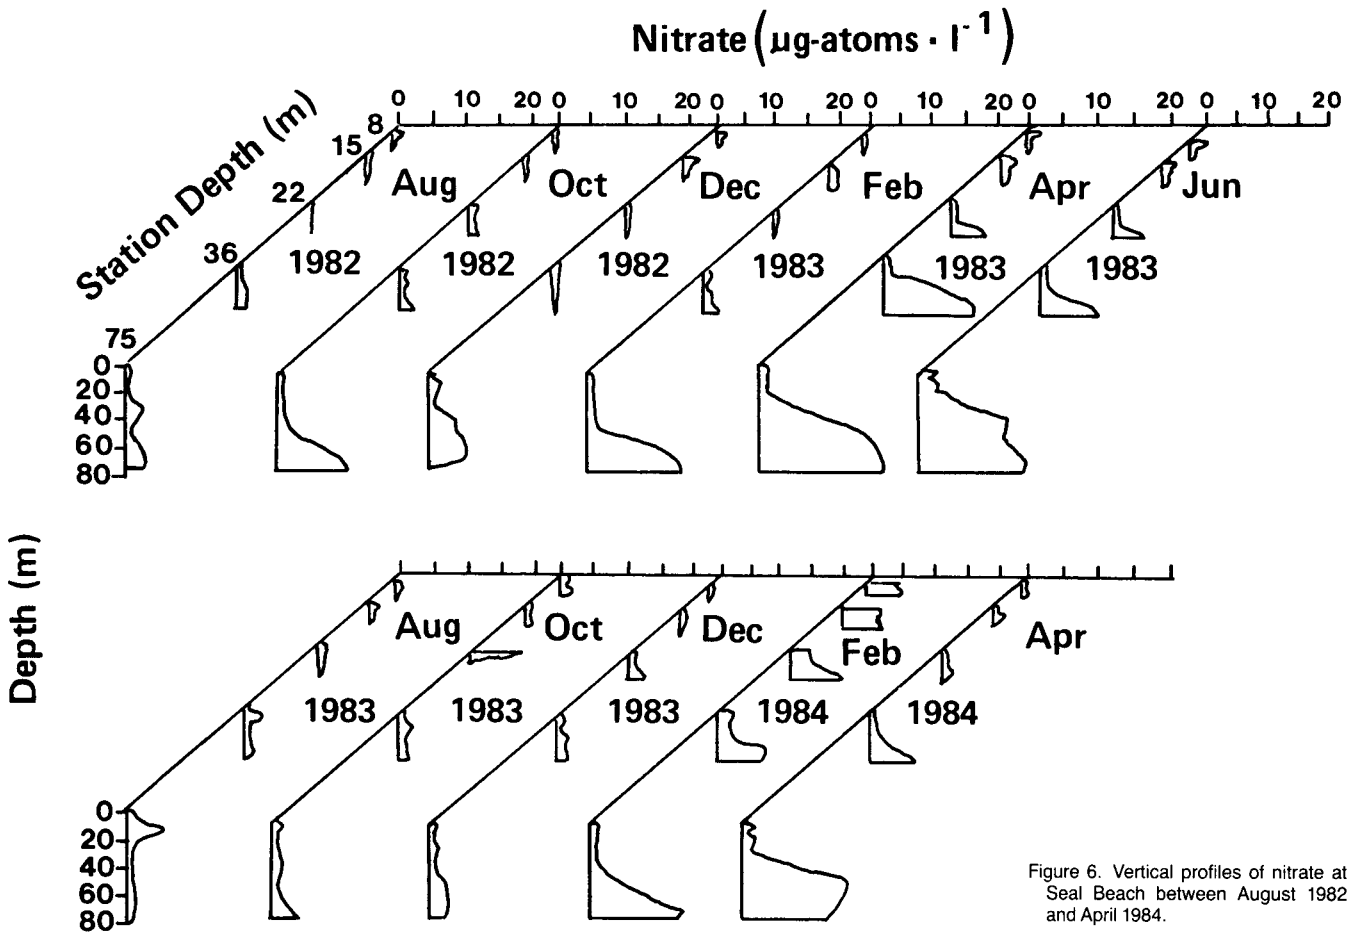 Nitrate (µg-atoms · l⁻¹)
0 10 20 0 10 20 0 10 20 0 10 20 0 10 20 0 10 20
Station Depth (m)
8
15
22
36
75
Aug Oct Dec Feb Apr Jun
1982 1982 1982 1983 1983 1983
0
20
40
60
80
Depth (m)
Aug Oct Dec Feb Apr
1983 1983 1983 1984 1984
0
20
40
60
80
Figure 6. Vertical profiles of nitrate at
Seal Beach between August 1982
and April 1984.